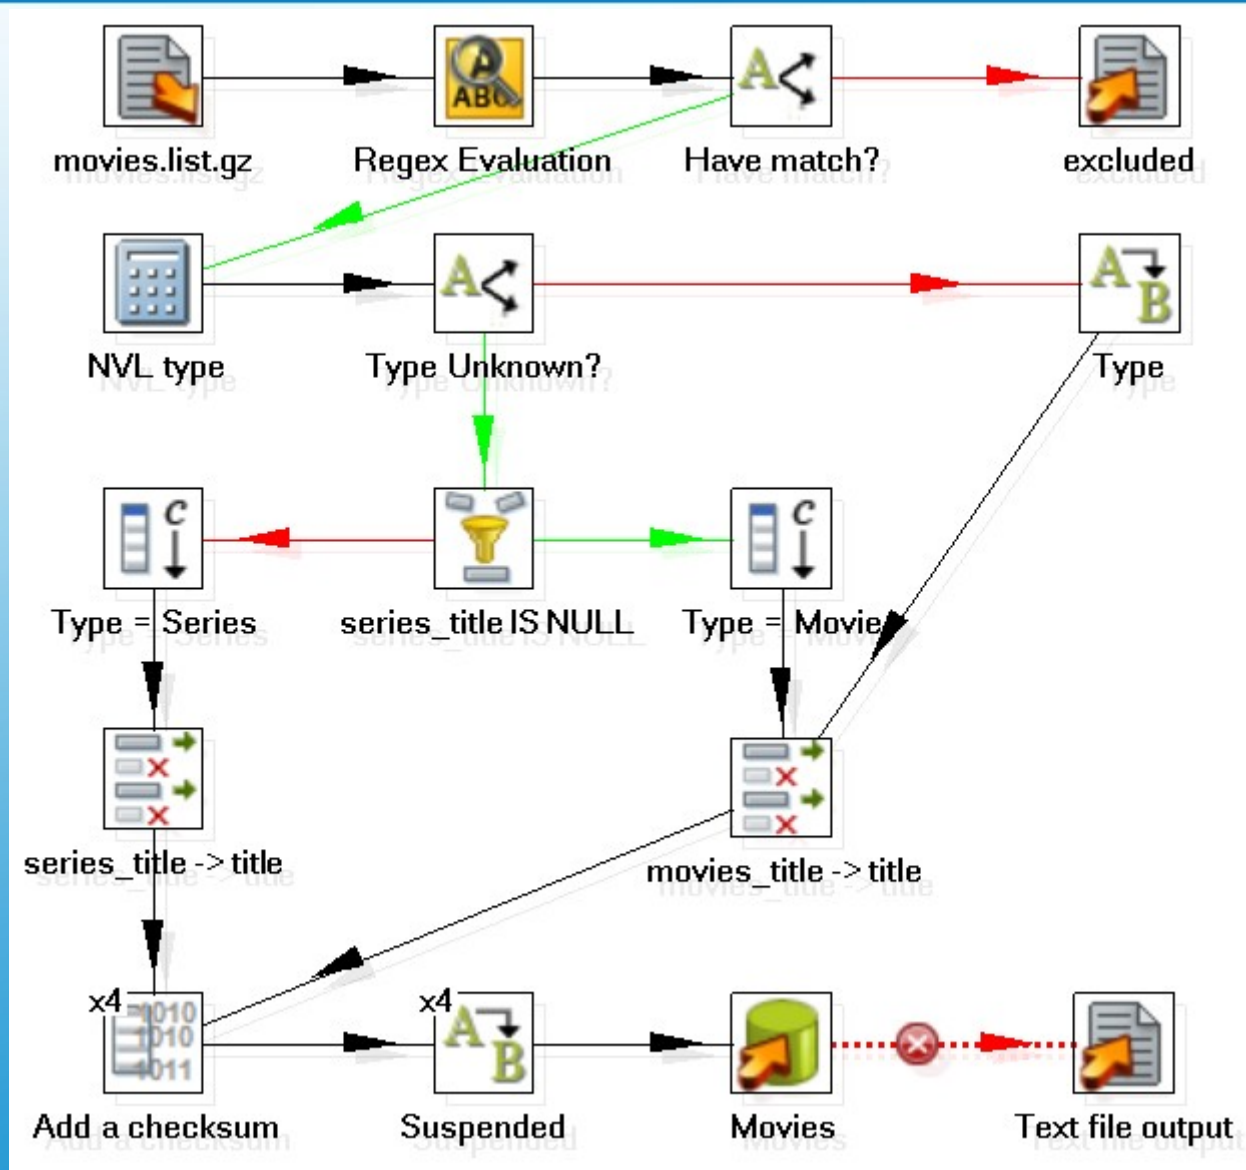 movies.list.gz
Regex Evaluation
Have match?
excluded
NVL type
Type Unknown?
Type
Type = Series
series_title IS NULL
Type = Movie
series_title -> title
movies_title -> title
x4
x4
Add a checksum
Suspended
Movies
Text file output